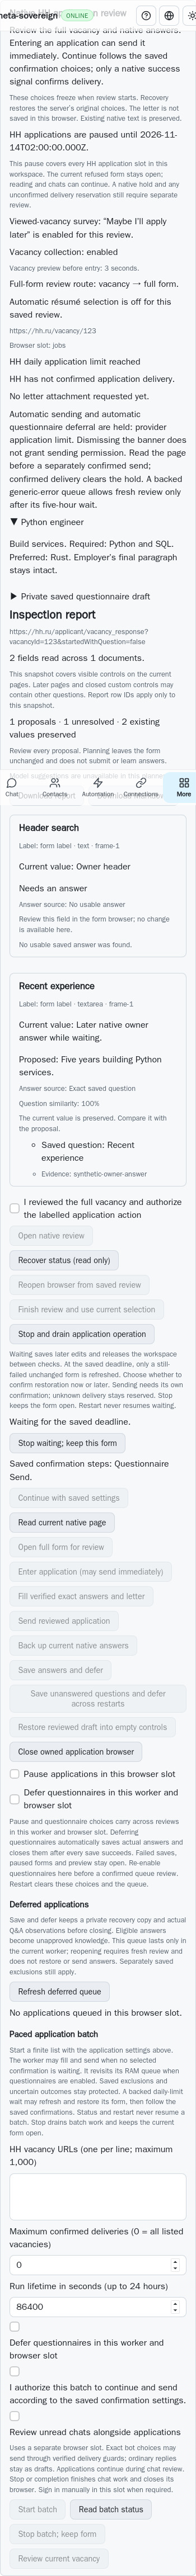 meta-sovereign ONLINE
Review the full vacancy and native answers.
Entering an application can send it
immediately. Continue follows the saved
confirmation choices; only a native success
signal confirms delivery.
These choices freeze when review starts. Recovery
restores the server's original choices. The letter is not
saved in this browser. Existing native text is preserved.
HH applications are paused until 2026-11-
14T02:00:00.000Z.
This pause covers every HH application slot in this
workspace. The current refused form stays open;
reading and chats can continue. A native hold and any
unconfirmed delivery reservation still require separate
review.
Viewed-vacancy survey: "Maybe I'll apply
later" is enabled for this review.
Vacancy collection: enabled
Vacancy preview before entry: 3 seconds.
Full-form review route: vacancy → full form.
Automatic résumé selection is off for this
saved review.
https://hh.ru/vacancy/123
Browser slot: jobs
HH daily application limit reached
HH has not confirmed application delivery.
No letter attachment requested yet.
Automatic sending and automatic
questionnaire deferral are held: provider
application limit. Dismissing the banner does
not grant sending permission. Read the page
before a separately confirmed send;
confirmed delivery clears the hold. A backed
generic-error queue allows fresh review only
after its five-hour wait.
▼ Python engineer
Build services. Required: Python and SQL.
Preferred: Rust. Employer's final paragraph
stays intact.
▶ Private saved questionnaire draft
Inspection report
https://hh.ru/applicant/vacancy_response?
vacancyId=123&startedWithQuestion=false
2 fields read across 1 documents.
This snapshot covers visible controls on the current
pages. Later pages and closed custom controls may
contain other questions. Report row IDs apply only to
this snapshot.
1 proposals · 1 unresolved · 2 existing
values preserved
Review every proposal. Planning leaves the form
unchanged and does not submit or learn answers.
Chat
Contacts
Automation
Connections
More
Header search
Label: form label · text · frame-1
Current value: Owner header
Needs an answer
Answer source: No usable answer
Review this field in the form browser; no change
is available here.
No usable saved answer was found.
Recent experience
Label: form label · textarea · frame-1
Current value: Later native owner
answer while waiting.
Proposed: Five years building Python
services.
Answer source: Exact saved question
Question similarity: 100%
The current value is preserved. Compare it with
the proposal.
Saved question: Recent
experience
Evidence: synthetic-owner-answer
I reviewed the full vacancy and authorize
the labelled application action
Open native review
Recover status (read only)
Reopen browser from saved review
Finish review and use current selection
Stop and drain application operation
Waiting saves later edits and releases the workspace
between checks. At the saved deadline, only a still-
failed unchanged form is refreshed. Choose whether to
confirm restoration now or later. Sending needs its own
confirmation; unknown delivery stays reserved. Stop
keeps the form open. Restart never resumes waiting.
Waiting for the saved deadline.
Stop waiting; keep this form
Saved confirmation steps: Questionnaire
Send.
Continue with saved settings
Read current native page
Open full form for review
Enter application (may send immediately)
Fill verified exact answers and letter
Send reviewed application
Back up current native answers
Save answers and defer
Save unanswered questions and defer
across restarts
Restore reviewed draft into empty controls
Close owned application browser
Pause applications in this browser slot
Defer questionnaires in this worker and
browser slot
Pause and questionnaire choices carry across reviews
in this worker and browser slot. Deferring
questionnaires automatically saves actual answers and
closes them after every save succeeds. Failed saves,
paused forms and preview stay open. Re-enable
questionnaires here before a confirmed queue review.
Restart clears these choices and the queue.
Deferred applications
Save and defer keeps a private recovery copy and actual
Q&A observations before closing. Eligible answers
become unapproved knowledge. This queue lasts only in
the current worker; reopening requires fresh review and
does not restore or send answers. Separately saved
exclusions still apply.
Refresh deferred queue
No applications queued in this browser slot.
Paced application batch
Start a finite list with the application settings above.
The worker may fill and send when no selected
confirmation is waiting. It revisits its RAM queue when
questionnaires are enabled. Saved exclusions and
uncertain outcomes stay protected. A backed daily-limit
wait may refresh and restore its form, then follow the
saved confirmations. Status and restart never resume a
batch. Stop drains batch work and keeps the current
form open.
HH vacancy URLs (one per line; maximum
1,000)
Maximum confirmed deliveries (0 = all listed
vacancies)
0
Run lifetime in seconds (up to 24 hours)
86400
Defer questionnaires in this worker and
browser slot
I authorize this batch to continue and send
according to the saved confirmation settings.
Review unread chats alongside applications
Uses a separate browser slot. Exact bot choices may
send through verified delivery guards; ordinary replies
stay as drafts. Applications continue during chat review.
Stop or completion finishes chat work and closes its
browser. Sign in manually in this slot when required.
Start batch
Read batch status
Stop batch; keep form
Review current vacancy